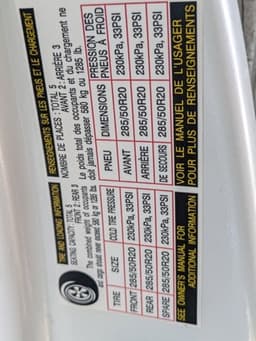 TIRE AND LOADING INFORMATION
SEATING CAPACITY: TOTAL 5
FRONT 2: REAR 3
The combined weight of occupants
and cargo should never exceed 580 kg or 1285 lbs.
TIRE SIZE COLD TIRE PRESSURE
FRONT 285/50R20 230kPa, 33PSI
REAR 285/50R20 230kPa, 33PSI
SPARE 285/50R20 230kPa, 33PSI
SEE OWNER'S MANUAL FOR
ADDITIONAL INFORMATION
RENSEIGNEMENTS SUR LES PNEUS ET LE CHARGEMENT
NOMBRE DE PLACES : TOTAL 5
AVANT 2: ARRIÈRE 3
Le poids total des occupants et du chargement ne
doit jamais dépasser 580 kg ou 1285 lb.
PNEU DIMENSIONS PRESSION DES
PNEUS À FROID
AVANT 285/50R20 230kPa, 33PSI
ARRIÈRE 285/50R20 230kPa, 33PSI
DE SECOURS 285/50R20 230kPa, 33PSI
VOIR LE MANUEL DE L'USAGER
POUR PLUS DE RENSEIGNEMENTS